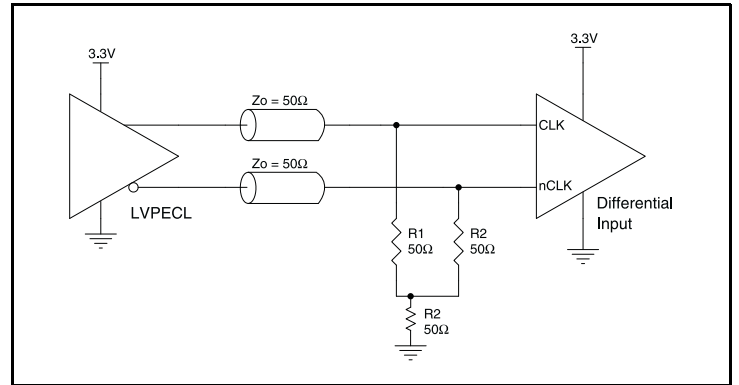 3.3V
3.3V
Zo = 50Ω
CLK
Zo = 50Ω
nCLK
LVPECL
Differential
Input
R1
50Ω
R2
50Ω
R2
50Ω